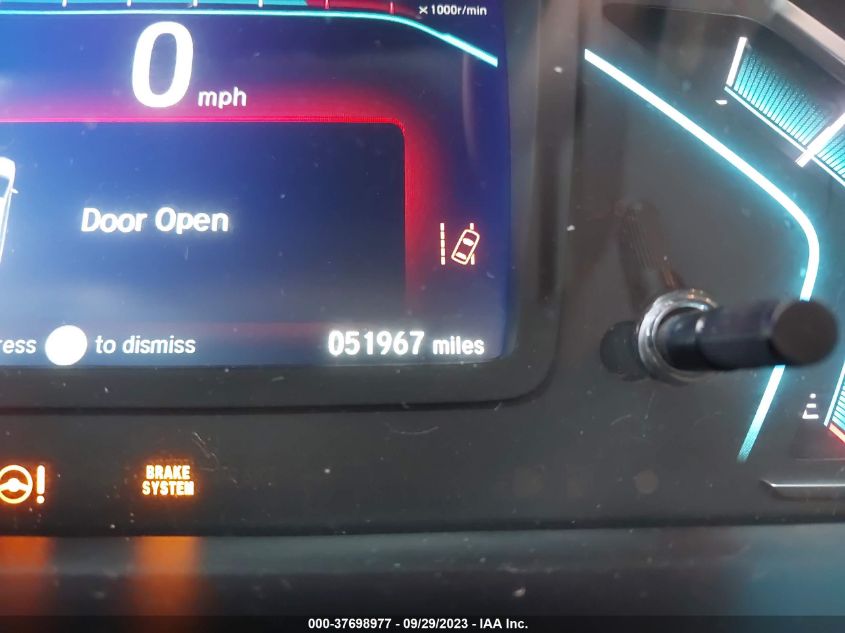 x 1000r/min
0 mph
Door Open
ress to dismiss
051967 miles
BRAKE
SYSTEM
000-37698977 - 09/29/2023 - IAA Inc.